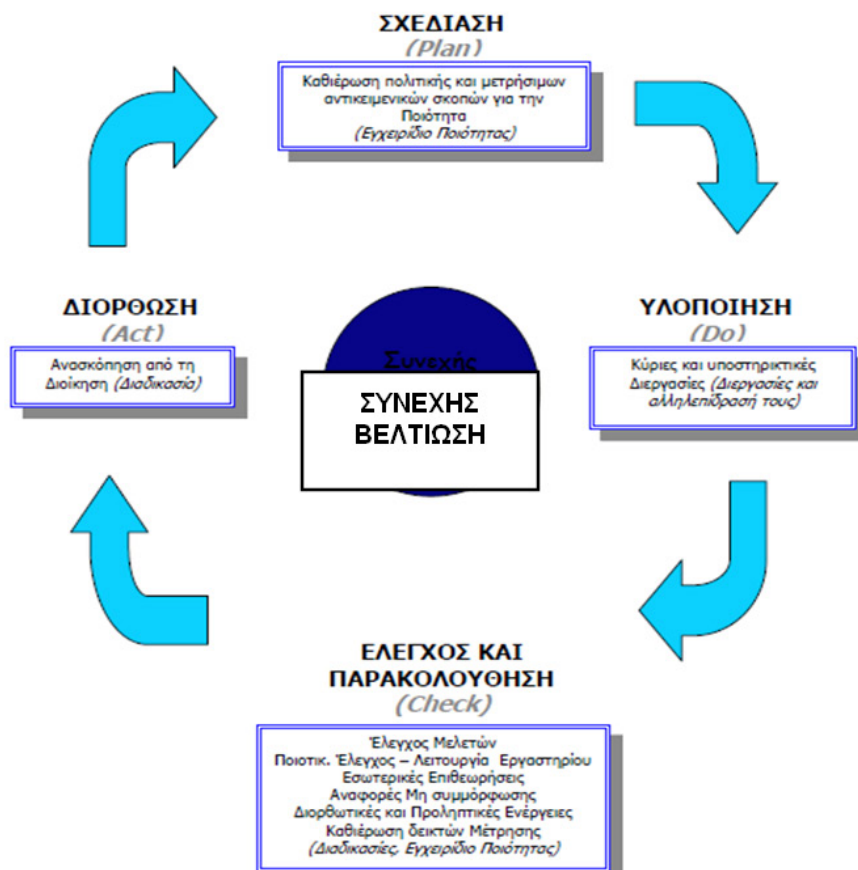 ΣΧΕΔΙΑΣΗ
(Plan)
Καθιέρωση πολιτικής και μετρήσιμων
αντικειμενικών σκοπών για την
Ποιότητα
(Εγχειρίδιο Ποιότητας)
ΔΙΟΡΘΩΣΗ
(Act)
Ανασκόπηση από τη
Διοίκηση (Διαδικασία)
Συνεχής
ΣΥΝΕΧΗΣ
ΒΕΛΤΙΩΣΗ
ΥΛΟΠΟΙΗΣΗ
(Do)
Κύριες και υποστηρικτικές
Διεργασίες (Διεργασίες και
αλληλεπίδρασή τους)
ΕΛΕΓΧΟΣ ΚΑΙ
ΠΑΡΑΚΟΛΟΥΘΗΣΗ
(Check)
Έλεγχος Μελετών
Ποιοτικ. Έλεγχος – Λειτουργία Εργαστηρίου
Εσωτερικές Επιθεωρήσεις
Αναφορές Μη συμμόρφωσης
Διορθωτικές και Προληπτικές Ενέργειες
Καθιέρωση δεικτών Μέτρησης
(Διαδικασίες, Εγχειρίδιο Ποιότητας)